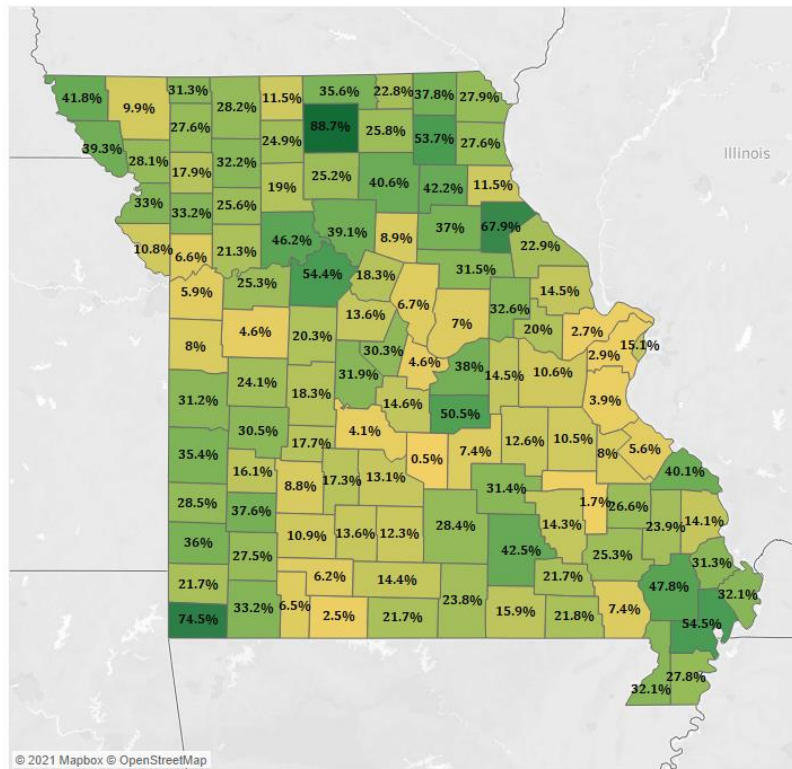 31.3% 35.6% 22.8% 37.8% 27.9%
41.8% 9.9% 28.2% 11.5%
27.6% 88.7% 25.8% 53.7% 27.6%
39.3% 28.1% 24.9%
17.9% 32.2% 25.2% 40.6% 42.2% 11.5%
19%
33% 33.2% 25.6%
46.2% 39.1% 8.9% 37% 67.9%
10.8% 6.6% 21.3% 22.9%
54.4% 18.3% 31.5%
5.9% 25.3% 6.7% 32.6% 14.5%
4.6% 20.3% 13.6% 7% 20% 2.7%
8% 30.3% 4.6% 38% 2.9% 15.1%
24.1% 31.9% 14.5% 10.6%
31.2% 18.3% 14.6% 50.5% 3.9%
30.5% 4.1%
35.4% 17.7% 0.5% 7.4% 12.6% 10.5% 8% 5.6%
16.1% 8.8% 17.3% 13.1% 40.1%
28.5% 37.6% 31.4% 1.7% 26.6%
28.4% 14.3% 23.9% 14.1%
36% 27.5% 10.9% 13.6% 12.3% 42.5% 25.3% 31.3%
21.7% 6.2% 14.4% 21.7% 47.8% 32.1%
74.5% 33.2% 6.5% 2.5% 21.7% 23.8% 15.9% 21.8% 7.4% 54.5%
32.1% 27.8%
Illinois
© 2021 Mapbox © OpenStreetMap